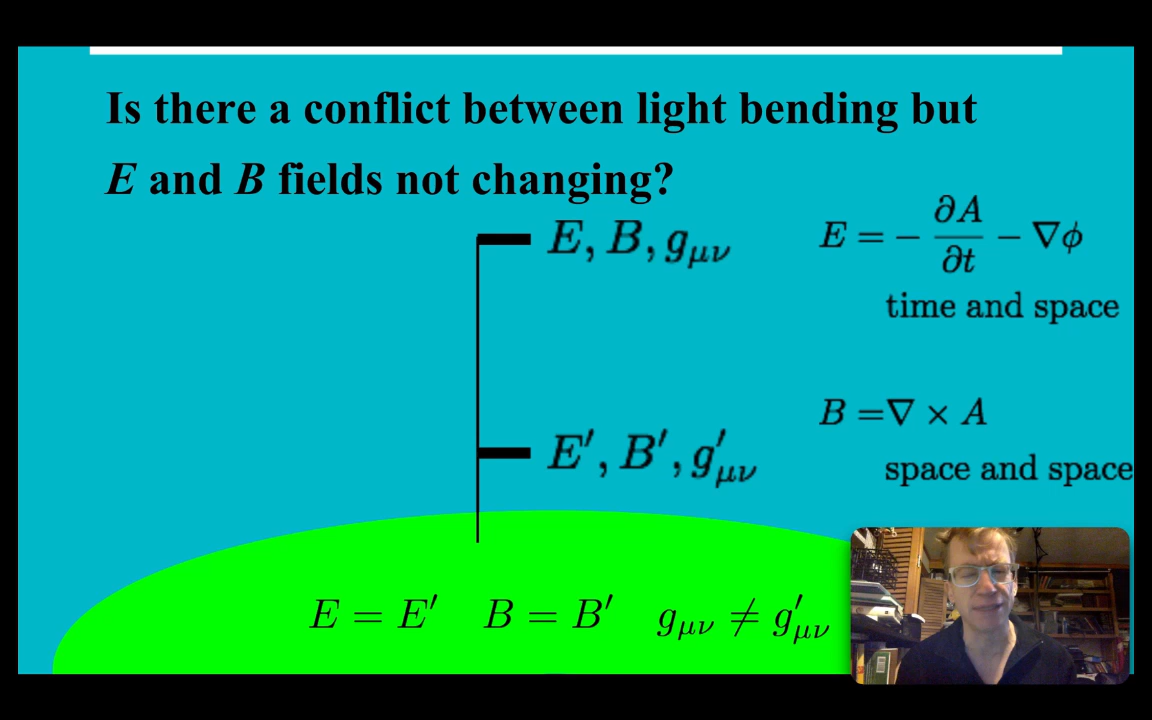 Is there a conflict between light bending but
E and B fields not changing?
E, B, g_{μν}
E = − ∂A/∂t − ∇ϕ
time and space
B =∇ × A
E′, B′, g′_{μν}
space and space
E = E′ B = B′ g_{μν} ≠ g′_{μν}